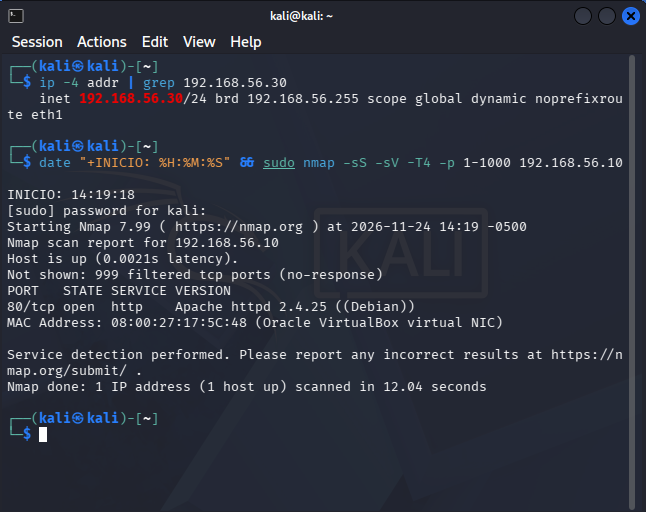 kali@kali: ~
Session Actions Edit View Help
┌──(kali㉿kali)-[~]
└─$ ip -4 addr | grep 192.168.56.30
    inet 192.168.56.30/24 brd 192.168.56.255 scope global dynamic noprefixrou
te eth1
┌──(kali㉿kali)-[~]
└─$ date "+INICIO: %H:%M:%S" && sudo nmap -sS -sV -T4 -p 1-1000 192.168.56.10
INICIO: 14:19:18
[sudo] password for kali:
Starting Nmap 7.99 ( https://nmap.org ) at 2026-11-24 14:19 -0500
Nmap scan report for 192.168.56.10
Host is up (0.0021s latency).
Not shown: 999 filtered tcp ports (no-response)
PORT   STATE SERVICE VERSION
80/tcp open  http    Apache httpd 2.4.25 ((Debian))
MAC Address: 08:00:27:17:5C:48 (Oracle VirtualBox virtual NIC)
Service detection performed. Please report any incorrect results at https://n
map.org/submit/ .
Nmap done: 1 IP address (1 host up) scanned in 12.04 seconds
┌──(kali㉿kali)-[~]
└─$
KALI